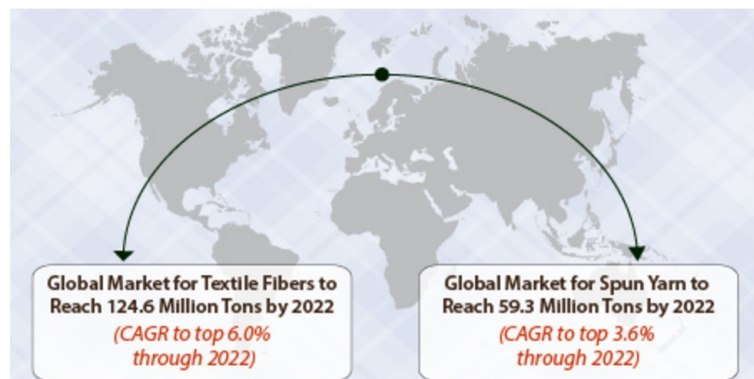 Global Market for Textile Fibers to
Reach 124.6 Million Tons by 2022
(CAGR to top 6.0%
through 2022)
Global Market for Spun Yarn to
Reach 59.3 Million Tons by 2022
(CAGR to top 3.6%
through 2022)